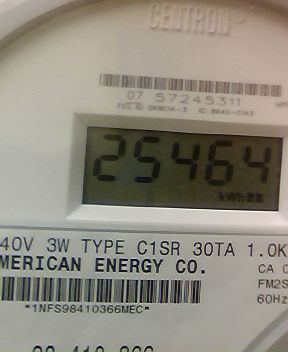 CENTRON®
07 57245311
25464
kWh
40V 3W TYPE C1SR 30TA 1.0K
MERICAN ENERGY CO.
CA 0
FM2S
60Hz
*1NFS98410366MEC*